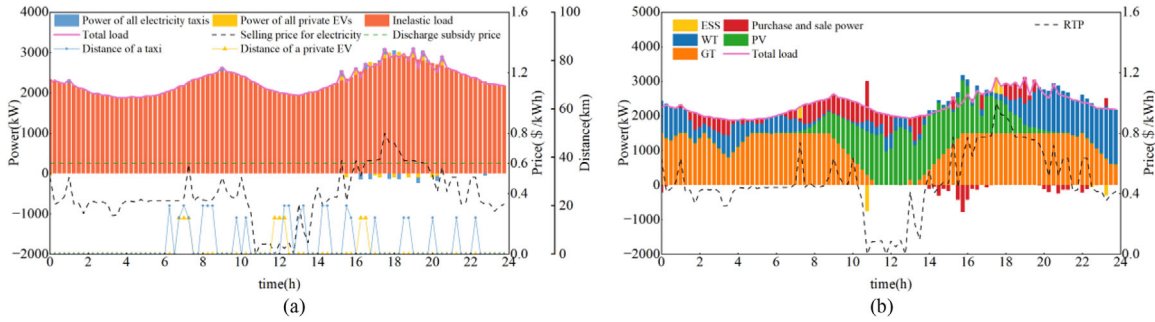 Power of all electricity taxis Power of all private EVs Inelastic load
Total load Selling price for electricity Discharge subsidy price
Distance of a taxi Distance of a private EV
5000
4000
3000
2000
1000
0
−1000
−2000
Power(kW)
1.6
1.2
0.8
0.4
0.0
Price($ /kWh)
100
80
60
40
20
0
Distance(km)
0 2 4 6 8 10 12 14 16 18 20 22 24
time(h)
(a)
ESS Purchase and sale power RTP
WT PV
GT Total load
5000
4000
3000
2000
1000
0
−1000
−2000
Power(kW)
1.6
1.2
0.8
0.4
0.0
Price($ /kWh)
0 2 4 6 8 10 12 14 16 18 20 22 24
time(h)
(b)